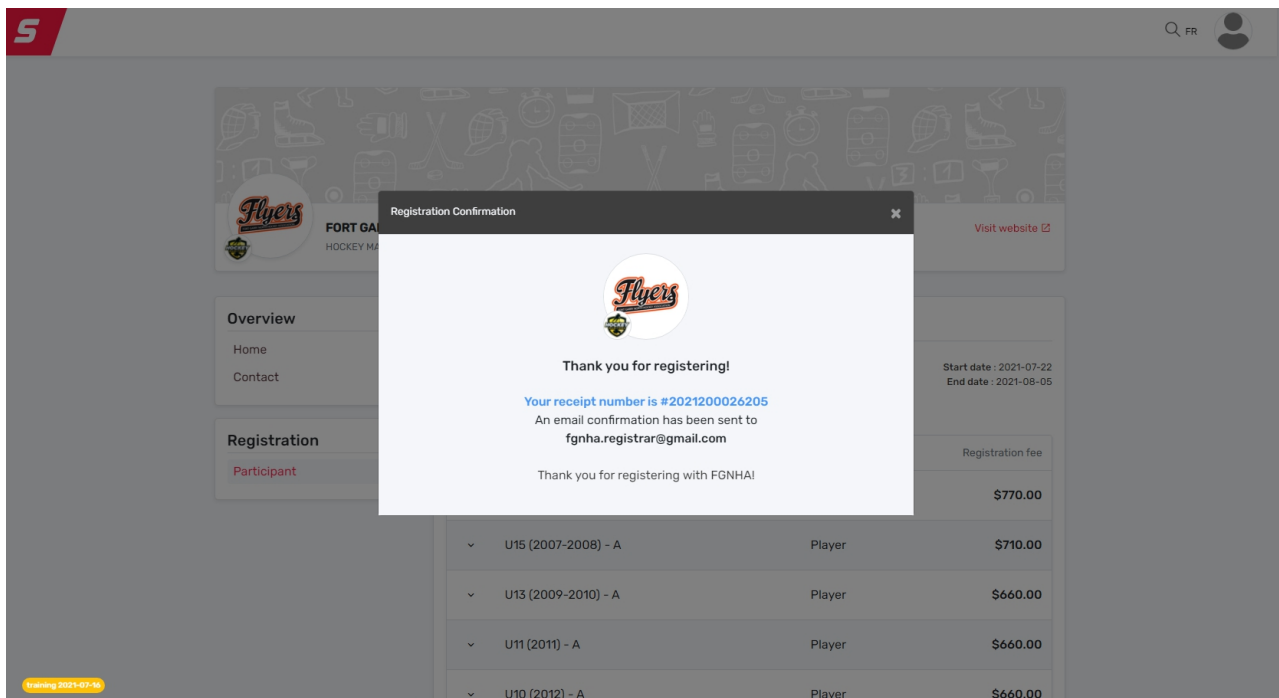 S
FR
Flyers
HOCKEY
FORT GA
HOCKEY MA
Visit website
Registration Confirmation
Flyers
HOCKEY
Thank you for registering!
Your receipt number is #2021200026205
An email confirmation has been sent to
fgnha.registrar@gmail.com
Thank you for registering with FGNHA!
Overview
Home
Contact
Start date : 2021-07-22
End date : 2021-08-05
Registration
Participant
Registration fee
$770.00
U15 (2007-2008) - A Player $710.00
U13 (2009-2010) - A Player $660.00
U11 (2011) - A Player $660.00
U10 (2012) - A Player $660.00
training 2021-07-16